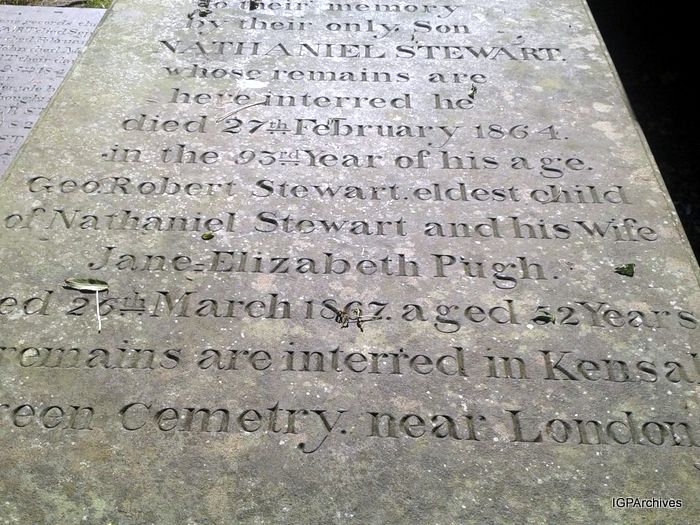 to their memory
by their only Son
NATHANIEL STEWART.
whose remains are
here interred he
died 27th February 1864.
in the 93rd Year of his age.
Geo. Robert Stewart. eldest child
of Nathaniel Stewart and his Wife
Jane-Elizabeth Pugh.
ed 26th March 1867. aged 52 Years
remains are interred in Kensal
reen Cemetry. near London
IGPArchives